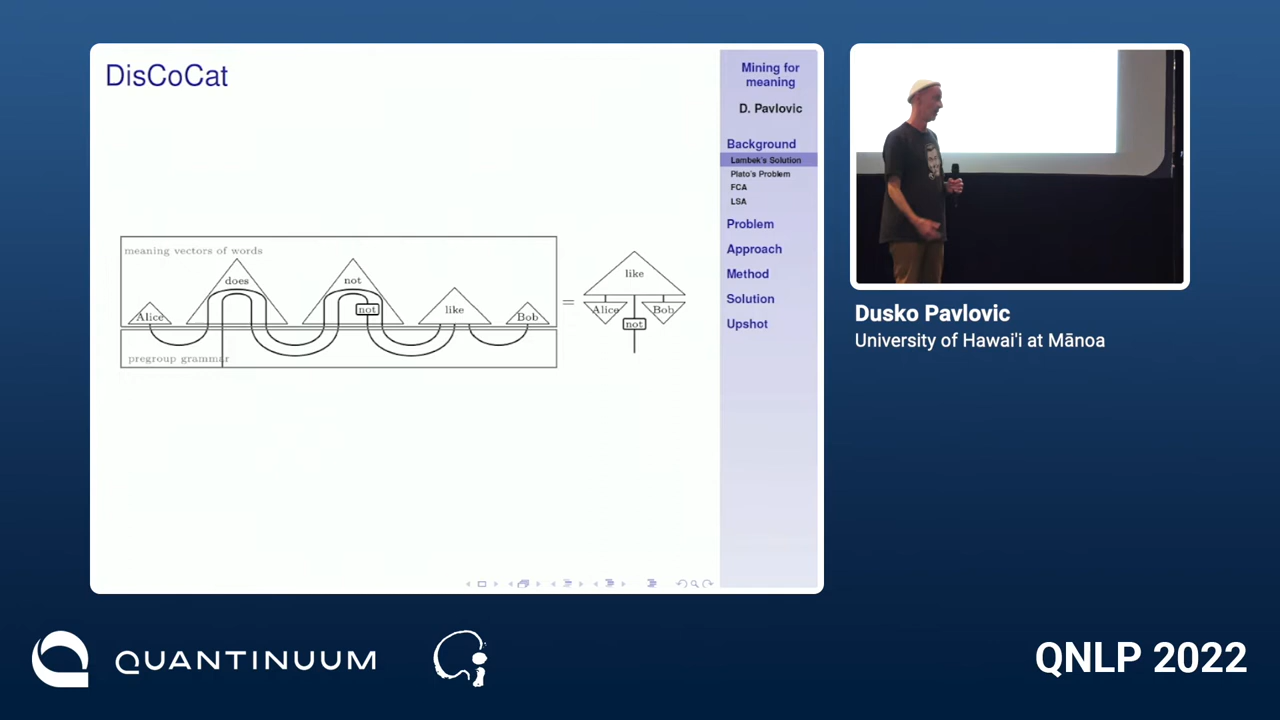 DisCoCat
meaning vectors of words
Alice
does
not
not
like
Bob
pregroup grammar
=
like
Alice
Bob
not
Mining for
meaning
D. Pavlovic
Background
Lambek's Solution
Plato's Problem
FCA
LSA
Problem
Approach
Method
Solution
Upshot
Dusko Pavlovic
University of Hawai'i at Mānoa
QUANTINUUM
QNLP 2022